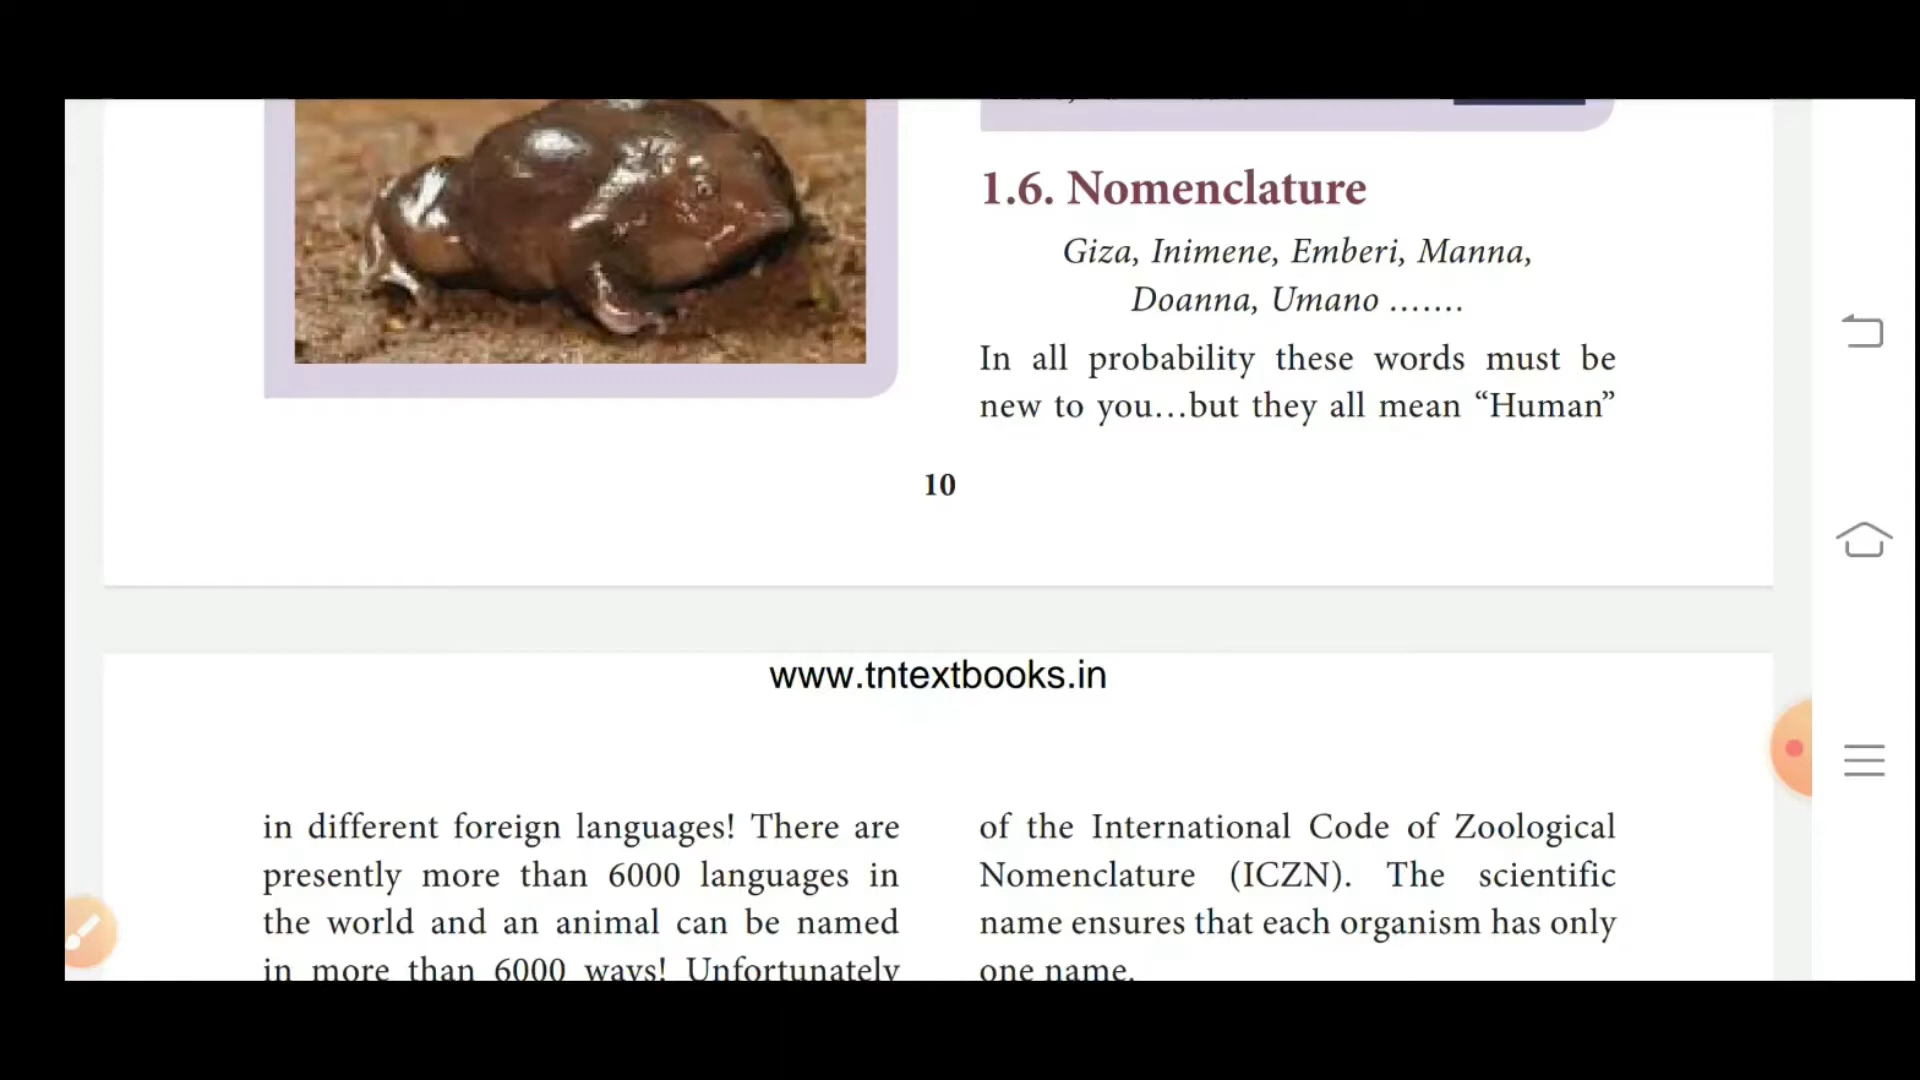 1.6. Nomenclature
Giza, Inimene, Emberi, Manna,
Doanna, Umano .......
In all probability these words must be
new to you...but they all mean “Human”
10
www.tntextbooks.in
in different foreign languages! There are
presently more than 6000 languages in
the world and an animal can be named
in more than 6000 ways! Unfortunately
of the International Code of Zoological
Nomenclature (ICZN). The scientific
name ensures that each organism has only
one name.